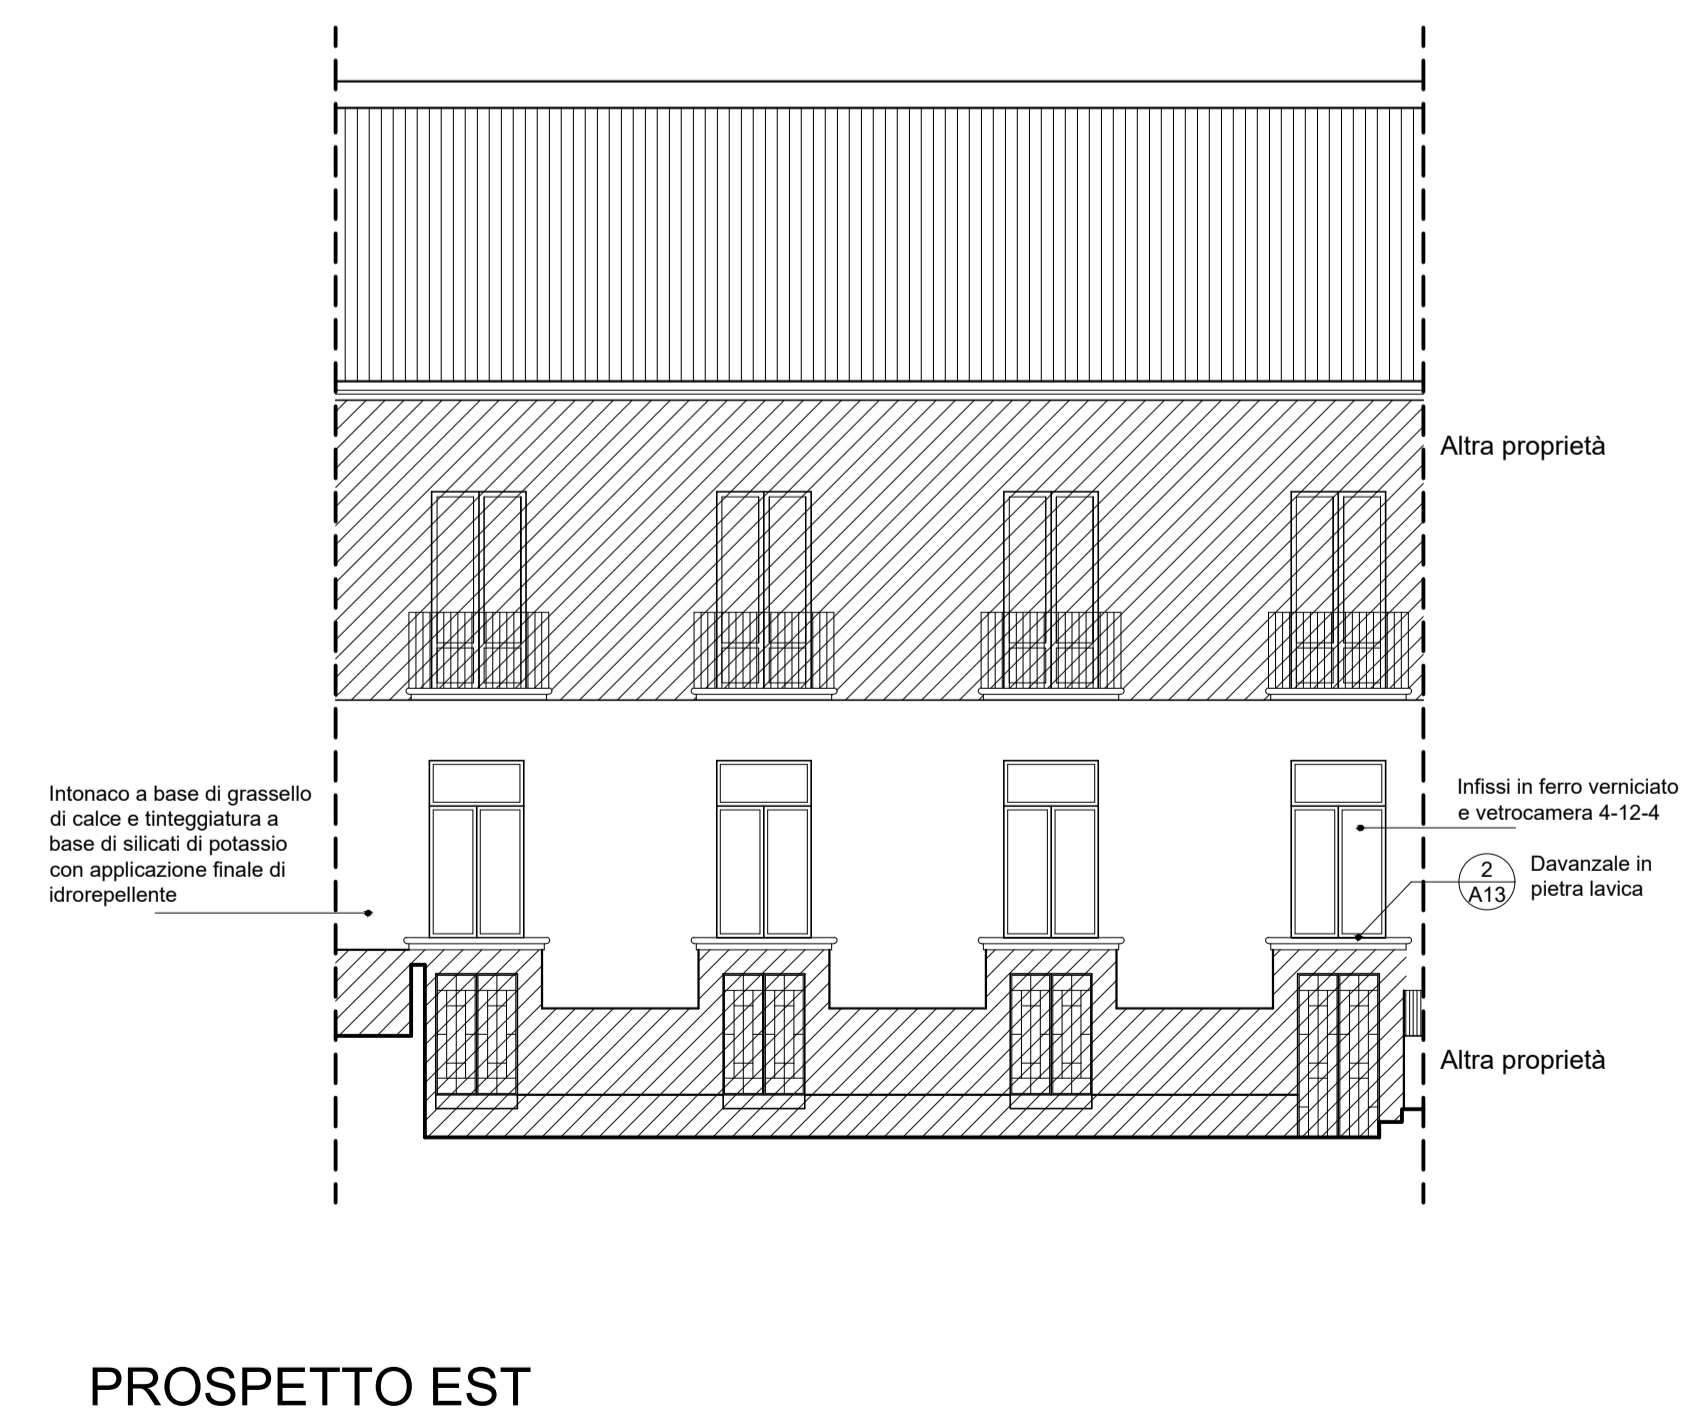 Altra proprietà
Intonaco a base di grassello
di calce e tinteggiatura a
base di silicati di potassio
con applicazione finale di
idrorepellente
Infissi in ferro verniciato
e vetrocamera 4-12-4
2
A13
Davanzale in
pietra lavica
Altra proprietà
PROSPETTO EST